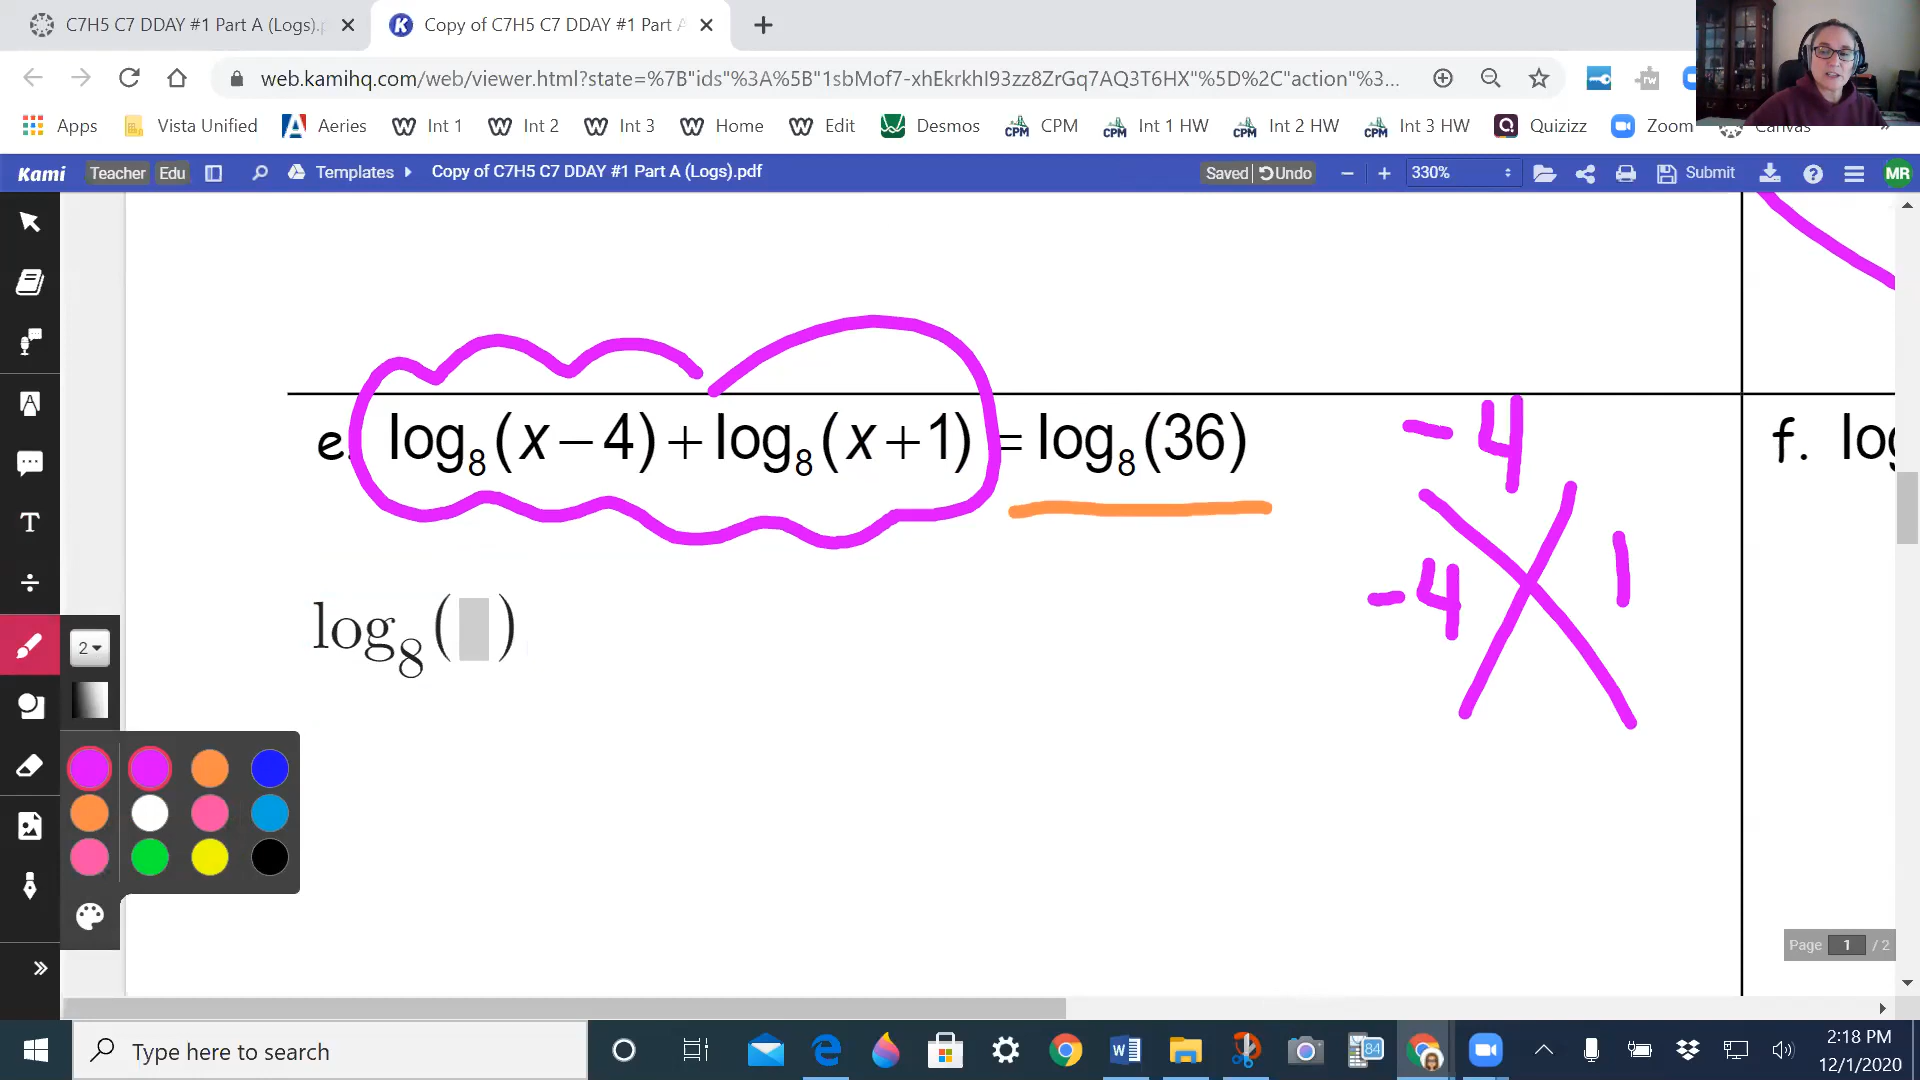 C7H5 C7 DDAY #1 Part A (Logs).p
Copy of C7H5 C7 DDAY #1 Part A
web.kamihq.com/web/viewer.html?state=%7B"ids"%3A%5B"1sbMof7-xhEkrkhI93zz8ZrGq7AQ3T6HX"%5D%2C"action"%3...
Apps Vista Unified Aeries Int 1 Int 2 Int 3 Home Edit Desmos CPM Int 1 HW Int 2 HW Int 3 HW Quizizz Zoom Canvas
Kami Teacher Edu Templates Copy of C7H5 C7 DDAY #1 Part A (Logs).pdf Saved Undo 330% Submit MR
e. log₈(x−4)+log₈(x+1)=log₈(36)
-4
f. log
-4 1
log₈( )
2
Page 1 / 2
Type here to search
84
2:18 PM
12/1/2020